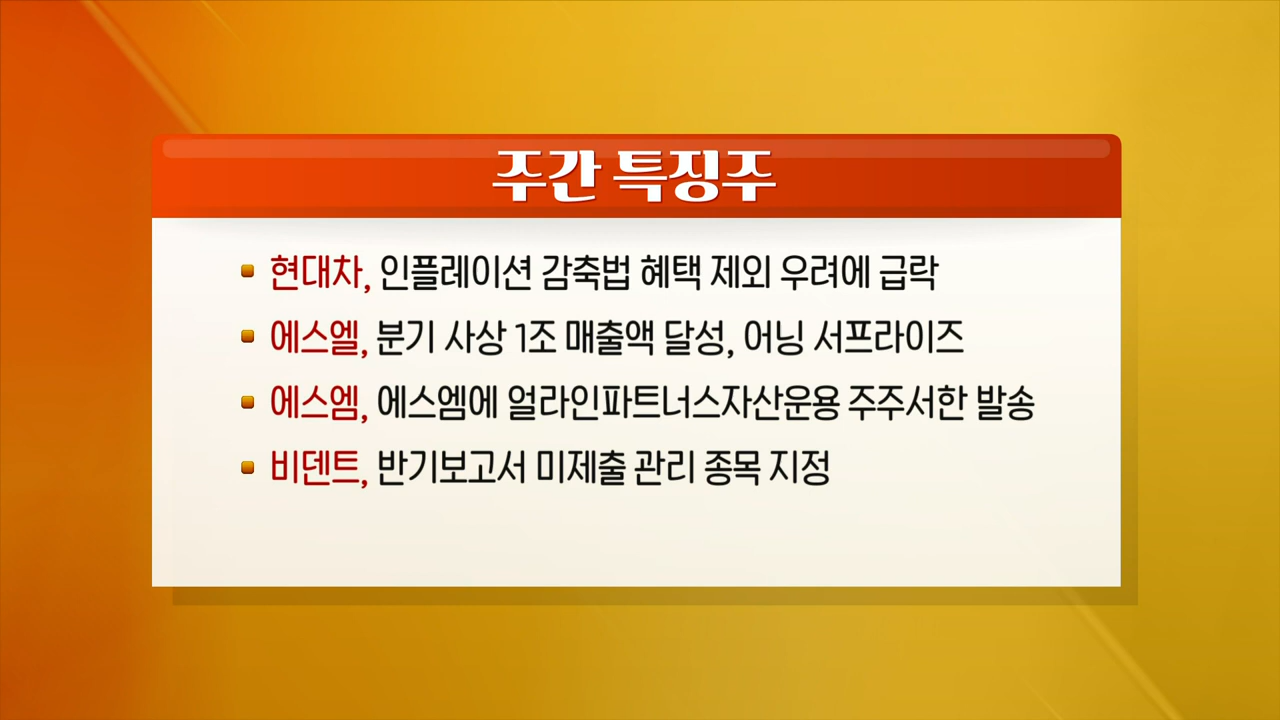 주간 특징주
현대차, 인플레이션 감축법 혜택 제외 우려에 급락
에스엘, 분기 사상 1조 매출액 달성, 어닝 서프라이즈
에스엠, 에스엠에 얼라인파트너스자산운용 주주서한 발송
비덴트, 반기보고서 미제출 관리 종목 지정